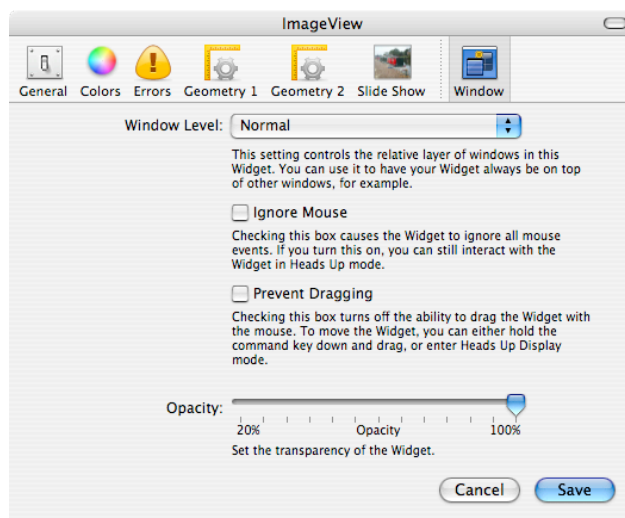 ImageView
General Colors Errors Geometry 1 Geometry 2 Slide Show Window
Window Level: Normal
This setting controls the relative layer of windows in this
Widget. You can use it to have your Widget always be on top
of other windows, for example.
Ignore Mouse
Checking this box causes the Widget to ignore all mouse
events. If you turn this on, you can still interact with the
Widget in Heads Up mode.
Prevent Dragging
Checking this box turns off the ability to drag the Widget with
the mouse. To move the Widget, you can either hold the
command key down and drag, or enter Heads Up Display
mode.
Opacity:
20% Opacity 100%
Set the transparency of the Widget.
Cancel Save